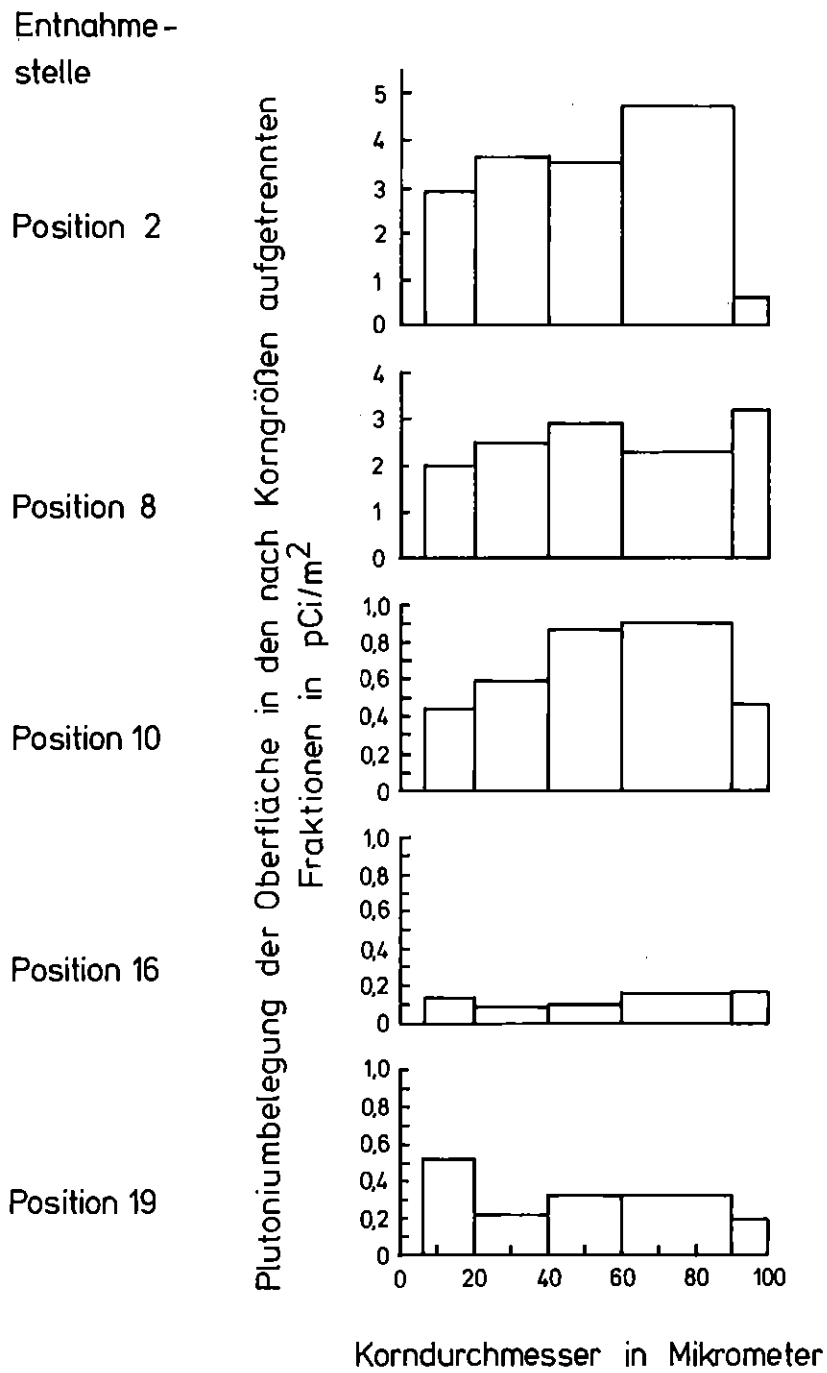 Entnahme-
stelle
Plutoniumbelegung der Oberfläche in den nach Korngrößen aufgetrennten
Fraktionen in pCi/m²
Position 2
5
4
3
2
1
0
Position 8
4
3
2
1
0
Position 10
1,0
0,8
0,6
0,4
0,2
0
Position 16
1,0
0,8
0,6
0,4
0,2
0
Position 19
1,0
0,8
0,6
0,4
0,2
0
0 20 40 60 80 100
Korndurchmesser in Mikrometer